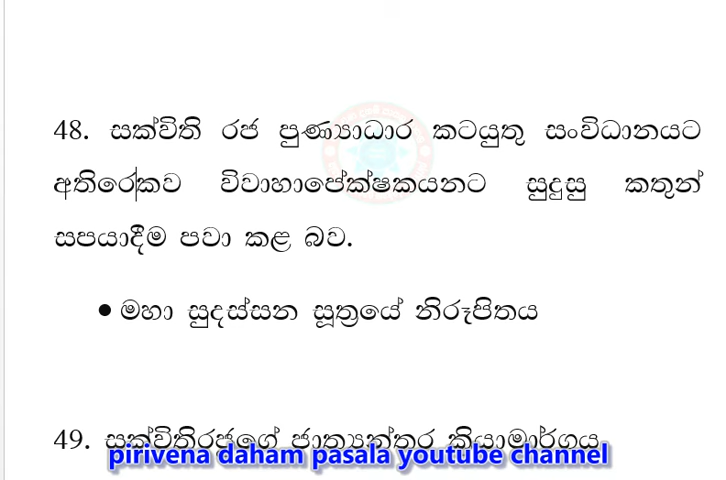 48. සක්විති රජ පුණ්‍යාධාර කටයුතු සංවිධානයට
අතිරේකව විවාහාපේක්ෂකයනට සුදුසු කතුන්
සපයාදීම පවා කළ බව.
• මහා සුදස්සන සූත්‍රයේ නිරූපිතය
49. සක්විතිරජුගේ ජාත්‍යන්තර ක්‍රියාමාර්ගය
pirivena daham pasala youtube channel